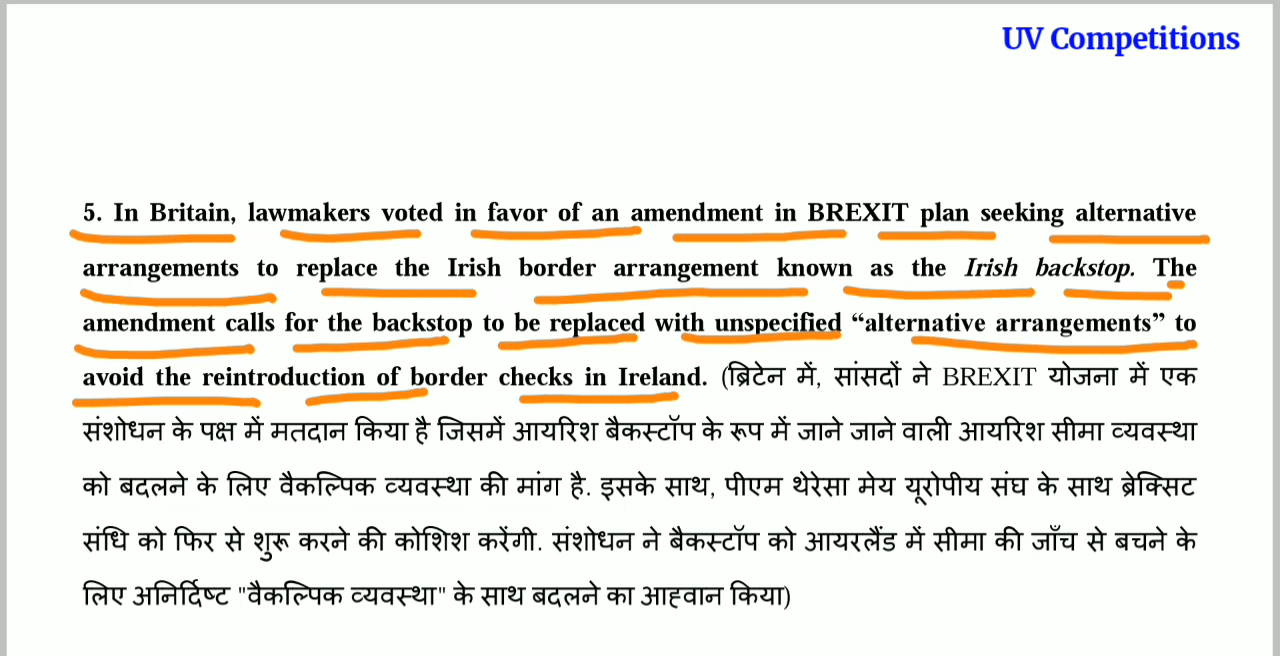 UV Competitions
5. In Britain, lawmakers voted in favor of an amendment in BREXIT plan seeking alternative
arrangements to replace the Irish border arrangement known as the Irish backstop. The
amendment calls for the backstop to be replaced with unspecified “alternative arrangements” to
avoid the reintroduction of border checks in Ireland. (ब्रिटेन में, सांसदों ने BREXIT योजना में एक
संशोधन के पक्ष में मतदान किया है जिसमें आयरिश बैकस्टॉप के रूप में जाने जाने वाली आयरिश सीमा व्यवस्था
को बदलने के लिए वैकल्पिक व्यवस्था की मांग है. इसके साथ, पीएम थेरेसा मेय यूरोपीय संघ के साथ ब्रेक्सिट
संधि को फिर से शुरू करने की कोशिश करेंगी. संशोधन ने बैकस्टॉप को आयरलैंड में सीमा की जाँच से बचने के
लिए अनिर्दिष्ट "वैकल्पिक व्यवस्था" के साथ बदलने का आह्वान किया)